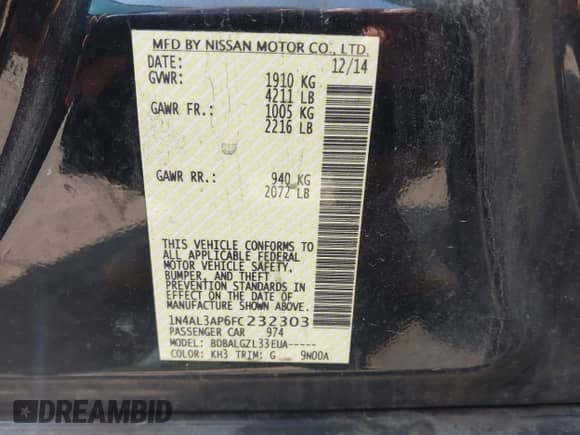 MFD BY NISSAN MOTOR CO., LTD.
DATE: 12/14
GVWR: 1910 KG
4211 LB
GAWR FR.: 1005 KG
2216 LB
GAWR RR.: 940 KG
2072 LB
THIS VEHICLE CONFORMS TO
ALL APPLICABLE FEDERAL
MOTOR VEHICLE SAFETY,
BUMPER, AND THEFT
PREVENTION STANDARDS IN
EFFECT ON THE DATE OF
MANUFACTURE SHOWN ABOVE.
1N4AL3AP6FC232303
PASSENGER CAR 974
MODEL: BDBALGZL33EUA-----
COLOR: KH3 TRIM: G 9N00A
DREAMBID